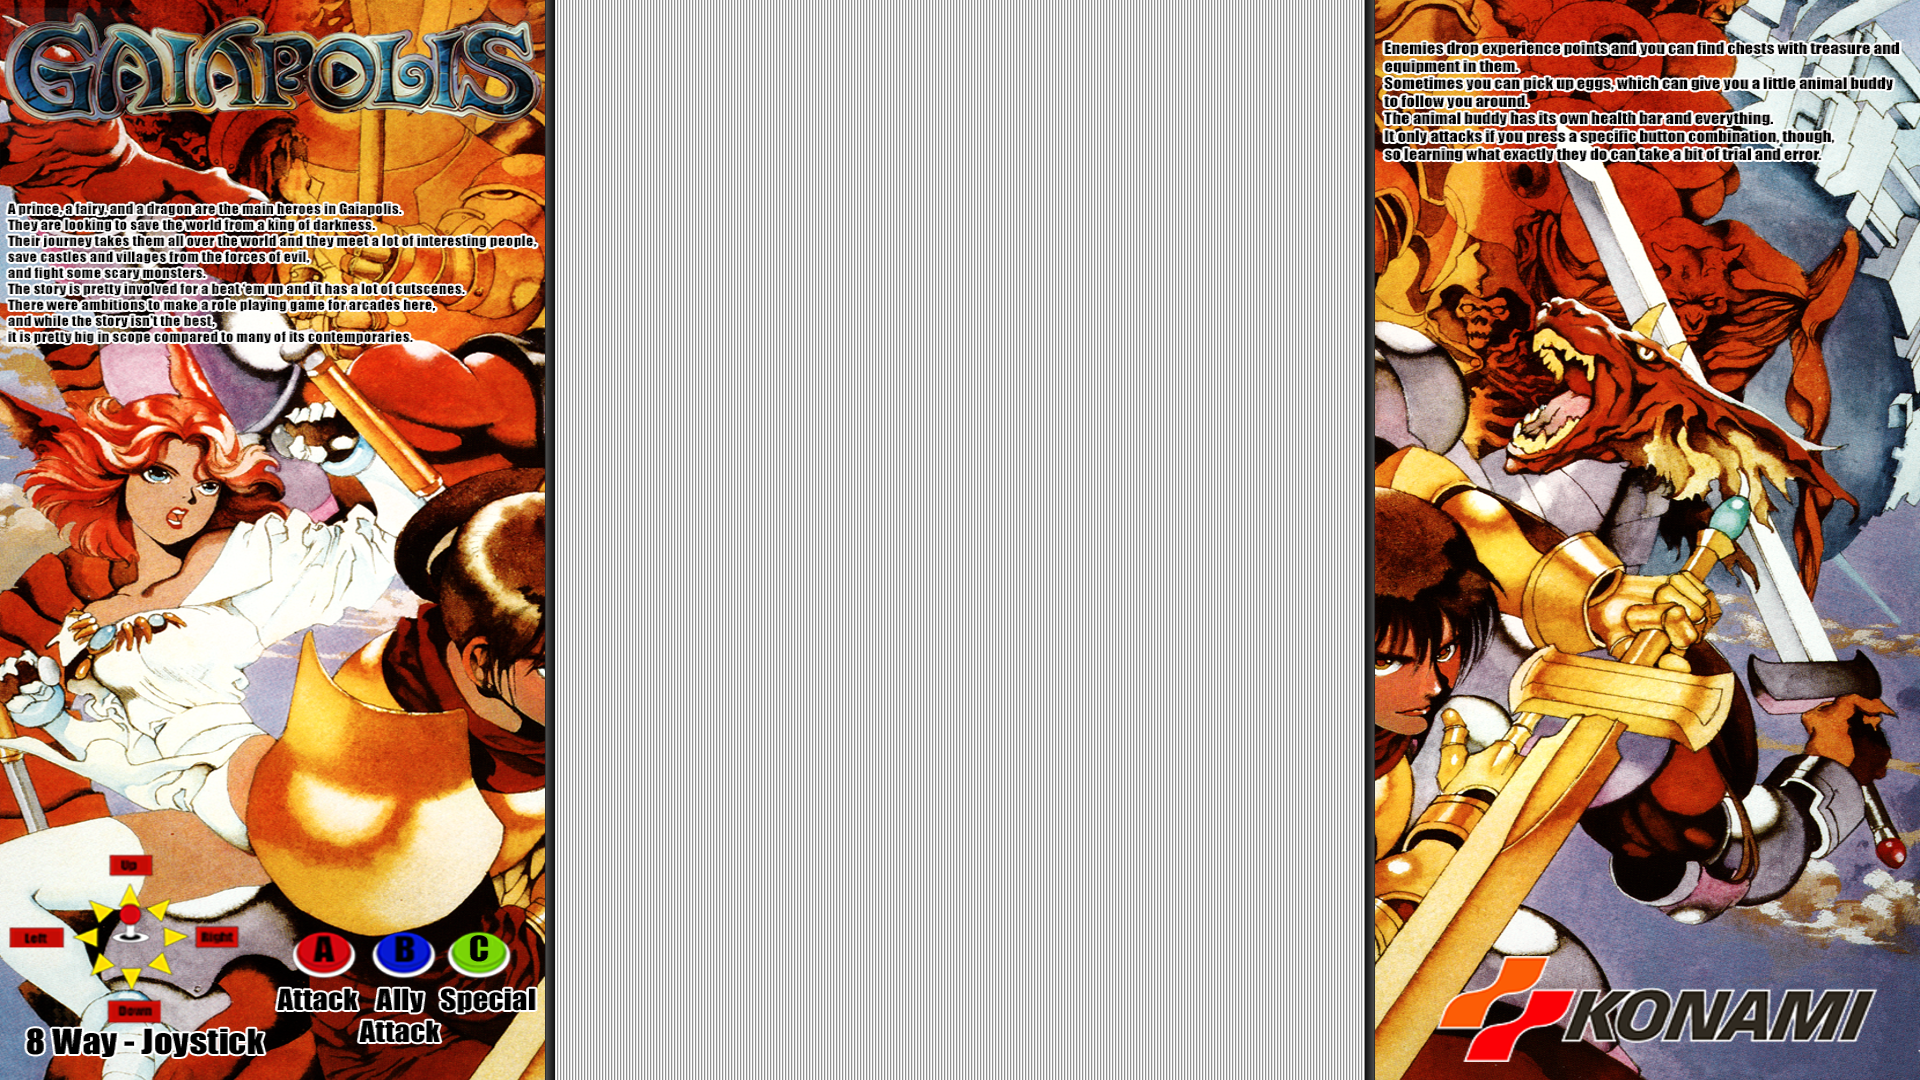 GAIAPOLIS
A prince, a fairy, and a dragon are the main heroes in Gaiapolis.
They are looking to save the world from a king of darkness.
Their journey takes them all over the world and they meet a lot of interesting people,
save castles and villages from the forces of evil,
and fight some scary monsters.
The story is pretty involved for a beat 'em up and it has a lot of cutscenes.
There were ambitions to make a role playing game for arcades here,
and while the story isn't the best,
it is pretty big in scope compared to many of its contemporaries.
Up
Left
Right
Down
8 Way - Joystick
A B C
Attack Ally Special
Attack
Enemies drop experience points and you can find chests with treasure and
equipment in them.
Sometimes you can pick up eggs, which can give you a little animal buddy
to follow you around.
The animal buddy has its own health bar and everything.
It only attacks if you press a specific button combination, though,
so learning what exactly they do can take a bit of trial and error.
KONAMI